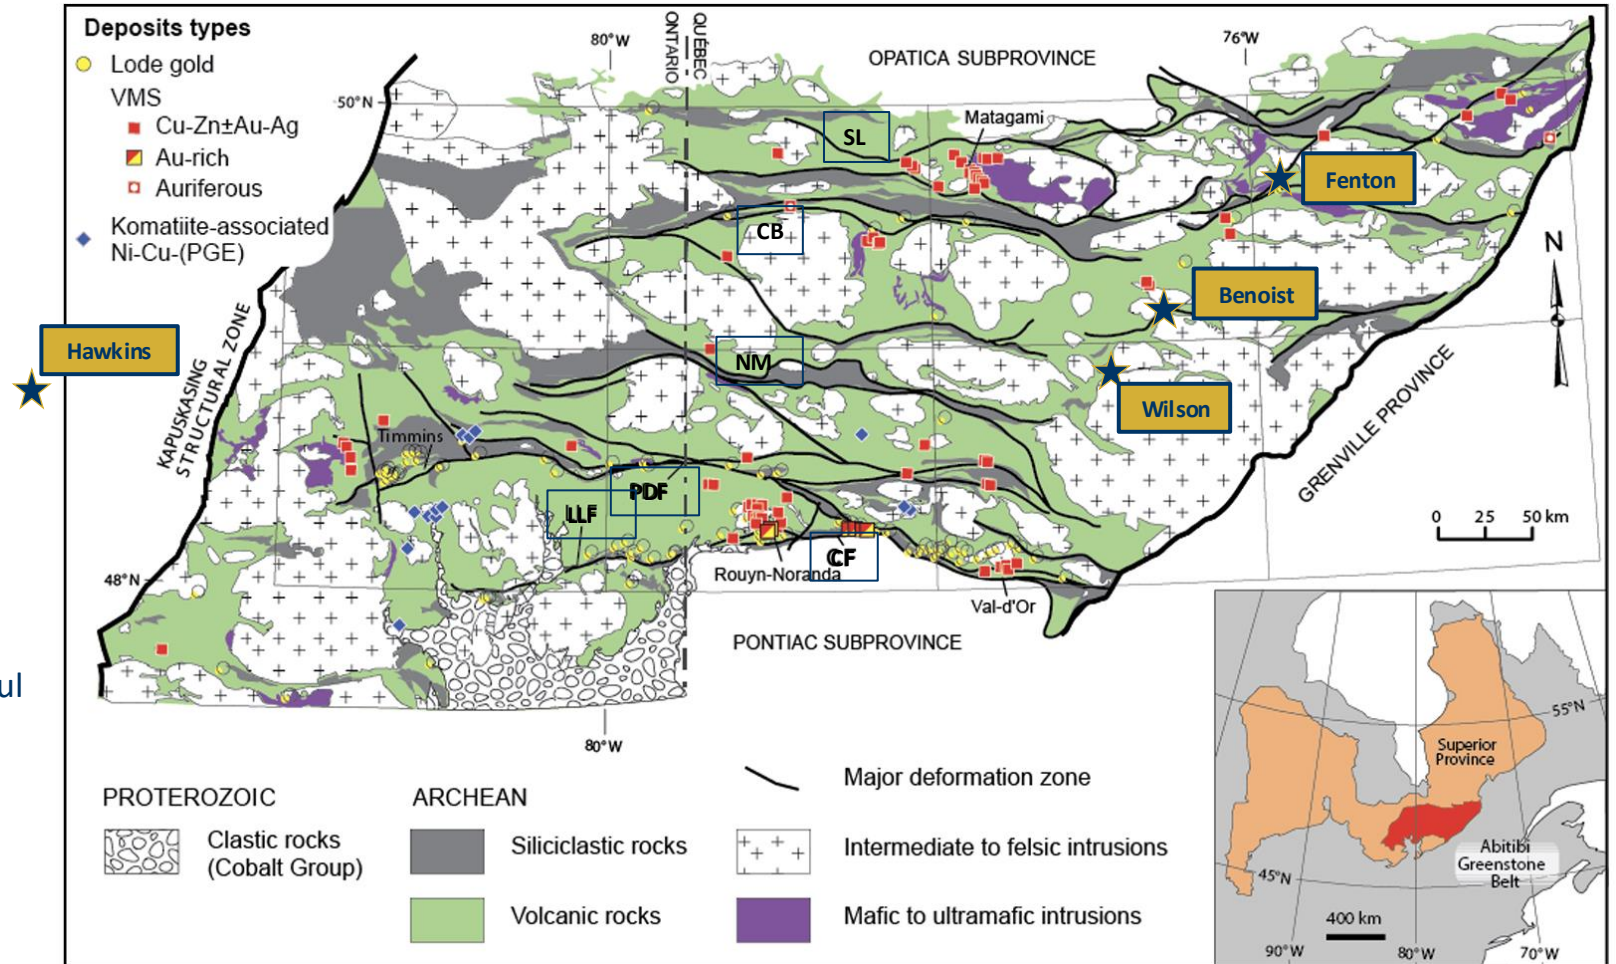 Deposits types
Lode gold
VMS
Cu-Zn±Au-Ag
Au-rich
Auriferous
Komatiite-associated
Ni-Cu-(PGE)
80°W
ONTARIO
QUÉBEC
76°W
OPATICA SUBPROVINCE
50°N
Matagami
SL
Fenton
CB
N
Benoist
Hawkins
KAPUSKASING
STRUCTURAL ZONE
NM
Wilson
GRENVILLE PROVINCE
Timmins
PDF
LLF
0 25 50 km
CF
Rouyn-Noranda
48°N
Val-d'Or
PONTIAC SUBPROVINCE
ul
80°W
55°N
Superior
Province
Abitibi
Greenstone
Belt
45°N
400 km
90°W
80°W
70°W
PROTEROZOIC
Clastic rocks
(Cobalt Group)
ARCHEAN
Siliciclastic rocks
Volcanic rocks
Major deformation zone
Intermediate to felsic intrusions
Mafic to ultramafic intrusions